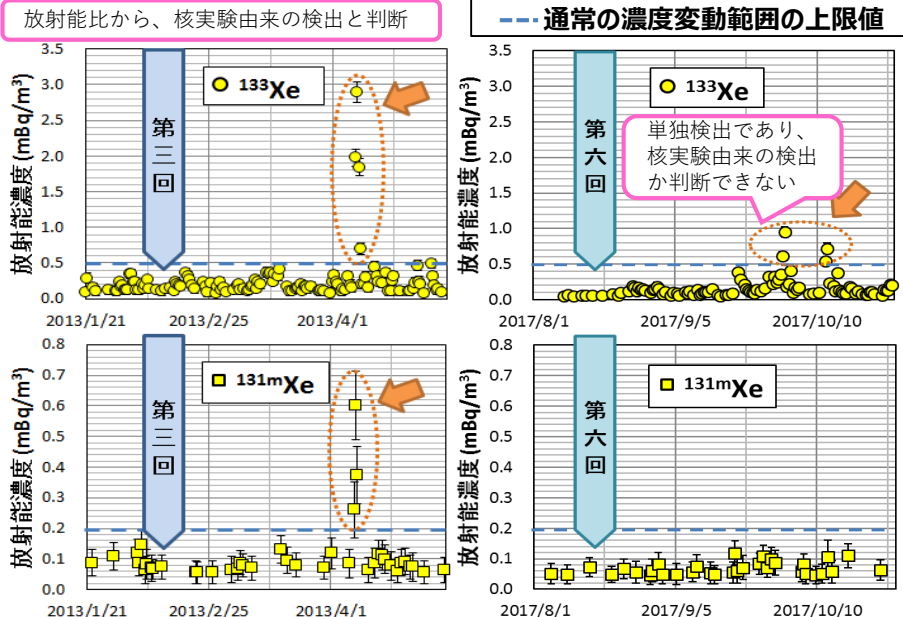 放射能比から、核実験由来の検出と判断
通常の濃度変動範囲の上限値
放射能濃度 (mBq/m³)
3.5
3.0
2.0
1.5
1.0
0.5
0.0
133Xe
第三回
2013/1/21
2013/2/25
2013/4/1
放射能濃度 (mBq/m³)
3.5
3.0
2.0
1.5
1.0
0.5
0.0
133Xe
第六回
単独検出であり、
核実験由来の検出
か判断できない
2017/8/1
2017/9/5
2017/10/10
放射能濃度 (mBq/m³)
0.8
0.7
0.6
0.5
0.4
0.3
0.2
0.1
0.0
131mXe
第三回
2013/1/21
2013/2/25
2013/4/1
放射能濃度 (mBq/m³)
0.8
0.7
0.6
0.5
0.4
0.3
0.2
0.1
0.0
131mXe
第六回
2017/8/1
2017/9/5
2017/10/10